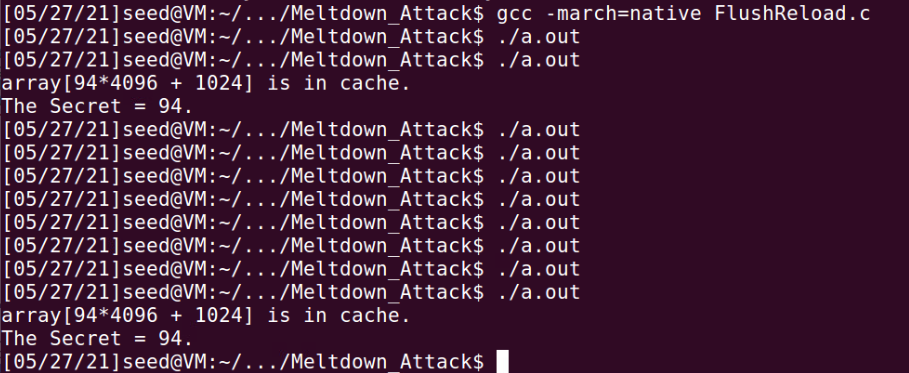 [05/27/21]seed@VM:~/.../Meltdown_Attack$ gcc -march=native FlushReload.c
[05/27/21]seed@VM:~/.../Meltdown_Attack$ ./a.out
[05/27/21]seed@VM:~/.../Meltdown_Attack$ ./a.out
array[94*4096 + 1024] is in cache.
The Secret = 94.
[05/27/21]seed@VM:~/.../Meltdown_Attack$ ./a.out
[05/27/21]seed@VM:~/.../Meltdown_Attack$ ./a.out
[05/27/21]seed@VM:~/.../Meltdown_Attack$ ./a.out
[05/27/21]seed@VM:~/.../Meltdown_Attack$ ./a.out
[05/27/21]seed@VM:~/.../Meltdown_Attack$ ./a.out
[05/27/21]seed@VM:~/.../Meltdown_Attack$ ./a.out
[05/27/21]seed@VM:~/.../Meltdown_Attack$ ./a.out
[05/27/21]seed@VM:~/.../Meltdown_Attack$ ./a.out
array[94*4096 + 1024] is in cache.
The Secret = 94.
[05/27/21]seed@VM:~/.../Meltdown_Attack$